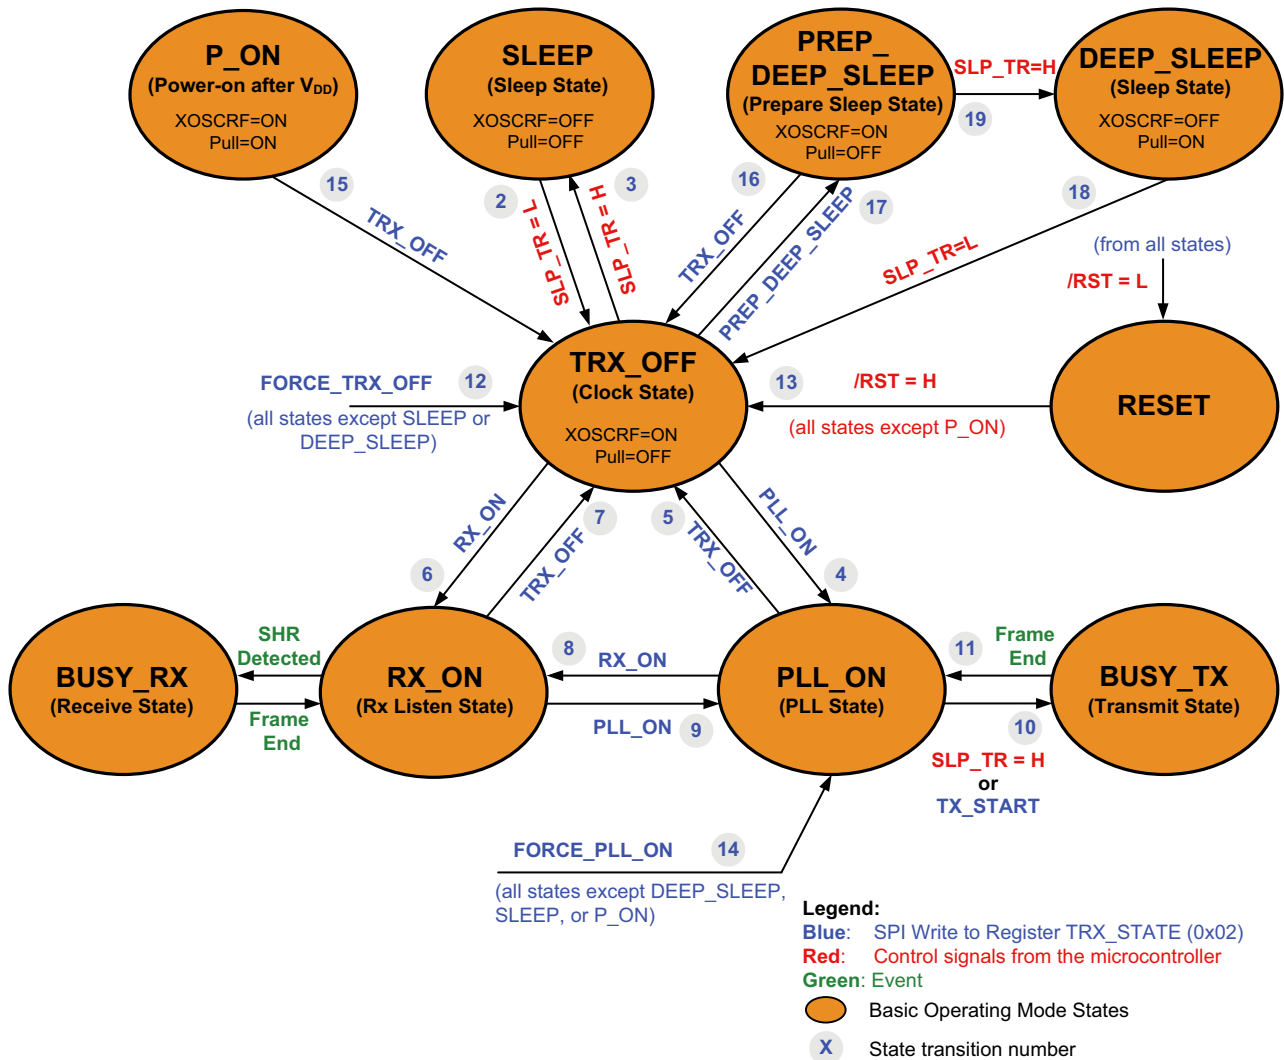 P_ON
(Power-on after VDD)
XOSCRF=ON
Pull=ON
SLEEP
(Sleep State)
XOSCRF=OFF
Pull=OFF
PREP_
DEEP_SLEEP
(Prepare Sleep State)
XOSCRF=ON
Pull=OFF
SLP_TR=H
19
DEEP_SLEEP
(Sleep State)
XOSCRF=OFF
Pull=ON
15
TRX_OFF
2
SLP_TR = L
3
SLP_TR = H
16
TRX_OFF
17
PREP_DEEP_SLEEP
18
SLP_TR=L
(from all states)
/RST = L
FORCE_TRX_OFF
12
(all states except SLEEP or
DEEP_SLEEP)
TRX_OFF
(Clock State)
XOSCRF=ON
Pull=OFF
13
/RST = H
(all states except P_ON)
RESET
6
RX_ON
7
TRX_OFF
5
TRX_OFF
4
PLL_ON
BUSY_RX
(Receive State)
SHR
Detected
Frame
End
RX_ON
(Rx Listen State)
8
RX_ON
PLL_ON
9
PLL_ON
(PLL State)
11
Frame
End
10
SLP_TR = H
or
TX_START
BUSY_TX
(Transmit State)
FORCE_PLL_ON
14
(all states except DEEP_SLEEP,
SLEEP, or P_ON)
Legend:
Blue: SPI Write to Register TRX_STATE (0x02)
Red: Control signals from the microcontroller
Green: Event
Basic Operating Mode States
X State transition number